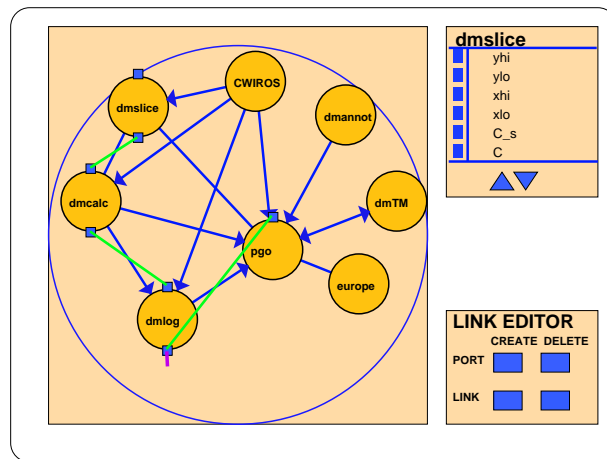 CWIROS
dmslice
dmannot
dmcalc
dmTM
pgo
europe
dmlog
dmslice
yhi
ylo
xhi
xlo
C_s
C
LINK EDITOR
CREATE DELETE
PORT
LINK